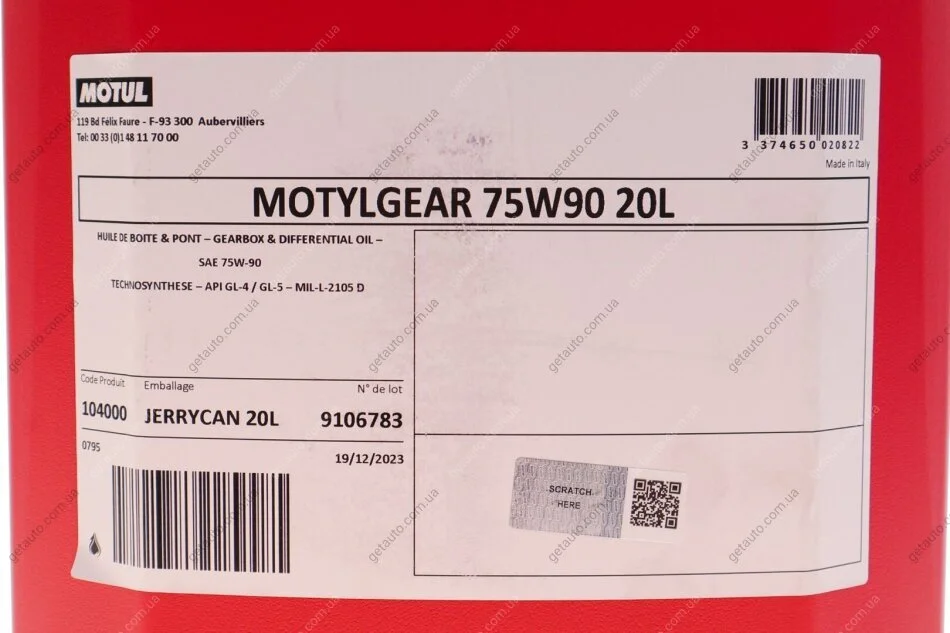 MOTUL
119 Bd Félix Faure - F-93 300 Aubervilliers
Tel: 00 33 (0)1 48 11 70 00
3 374650 020822
Made in Italy
MOTYLGEAR 75W90 20L
HUILE DE BOITE & PONT – GEARBOX & DIFFERENTIAL OIL –
SAE 75W-90
TECHNOSYNTHESE – API GL-4 / GL-5 – MIL-L-2105 D
Code Produit Emballage N° de lot
104000 JERRYCAN 20L 9106783
0795
19/12/2023
SCRATCH
HERE
getauto.com.ua